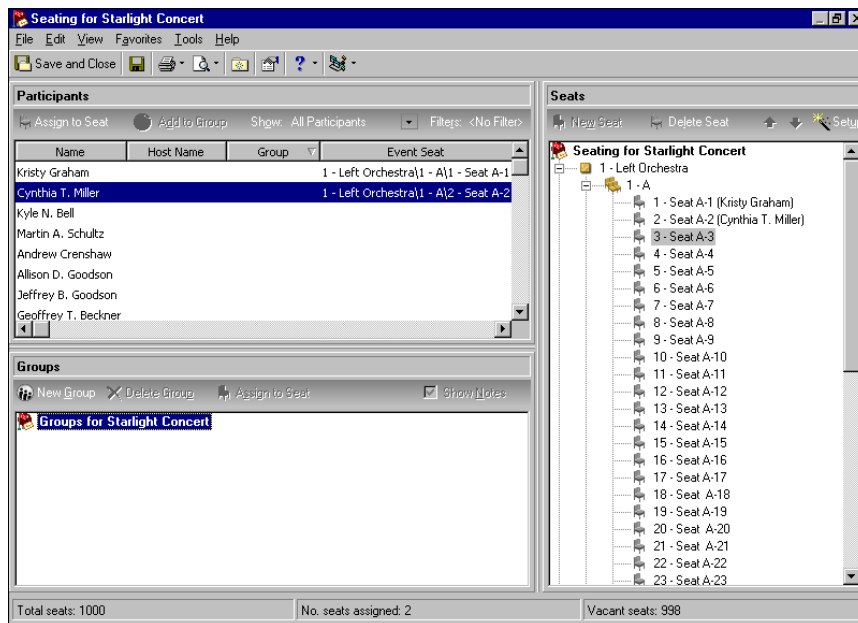 Seating for Starlight Concert
File Edit View Favorites Tools Help
Save and Close
Participants
Assign to Seat Add to Group Show: All Participants Filters: <No Filter>
Name Host Name Group Event Seat
Kristy Graham 1 - Left Orchestra\1 - A\1 - Seat A-1
Cynthia T. Miller 1 - Left Orchestra\1 - A\2 - Seat A-2
Kyle N. Bell
Martin A. Schultz
Andrew Crenshaw
Allison D. Goodson
Jeffrey B. Goodson
Geoffrey T. Beckner
Groups
New Group Delete Group Assign to Seat Show Notes
Groups for Starlight Concert
Seats
New Seat Delete Seat Setu
Seating for Starlight Concert
1 - Left Orchestra
1 - A
1 - Seat A-1 (Kristy Graham)
2 - Seat A-2 (Cynthia T. Miller)
3 - Seat A-3
4 - Seat A-4
5 - Seat A-5
6 - Seat A-6
7 - Seat A-7
8 - Seat A-8
9 - Seat A-9
10 - Seat A-10
11 - Seat A-11
12 - Seat A-12
13 - Seat A-13
14 - Seat A-14
15 - Seat A-15
16 - Seat A-16
17 - Seat A-17
18 - Seat A-18
19 - Seat A-19
20 - Seat A-20
21 - Seat A-21
22 - Seat A-22
23 - Seat A-23
Total seats: 1000 No. seats assigned: 2 Vacant seats: 998